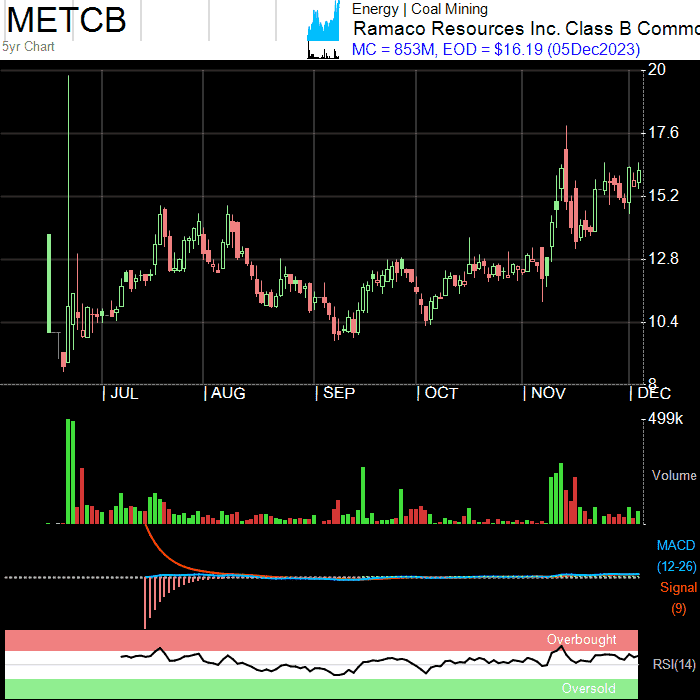 METCB
5yr Chart
Energy | Coal Mining
Ramaco Resources Inc. Class B Commo
MC = 853M, EOD = $16.19 (05Dec2023)
20
17.6
15.2
12.8
10.4
8
JUL AUG SEP OCT NOV DEC
499k
Volume
MACD
(12-26)
Signal
(9)
Overbought
RSI(14)
Oversold